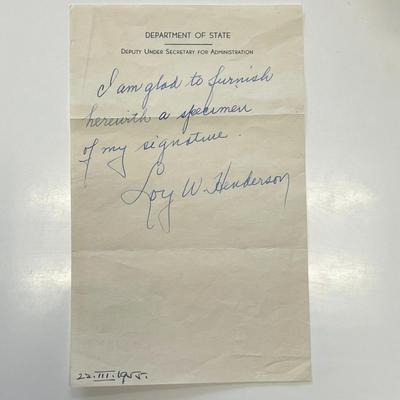 DEPARTMENT OF STATE
DEPUTY UNDER SECRETARY FOR ADMINISTRATION
I am glad to furnish
herewith a specimen
of my signature.
Loy W. Henderson
22. III. 1955.